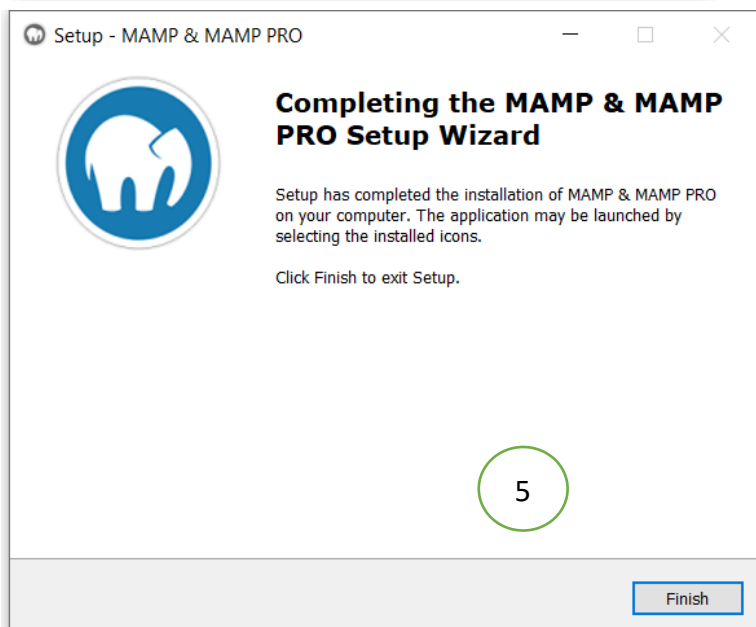 Setup - MAMP & MAMP PRO
Completing the MAMP & MAMP
PRO Setup Wizard
Setup has completed the installation of MAMP & MAMP PRO
on your computer. The application may be launched by
selecting the installed icons.
Click Finish to exit Setup.
5
Finish